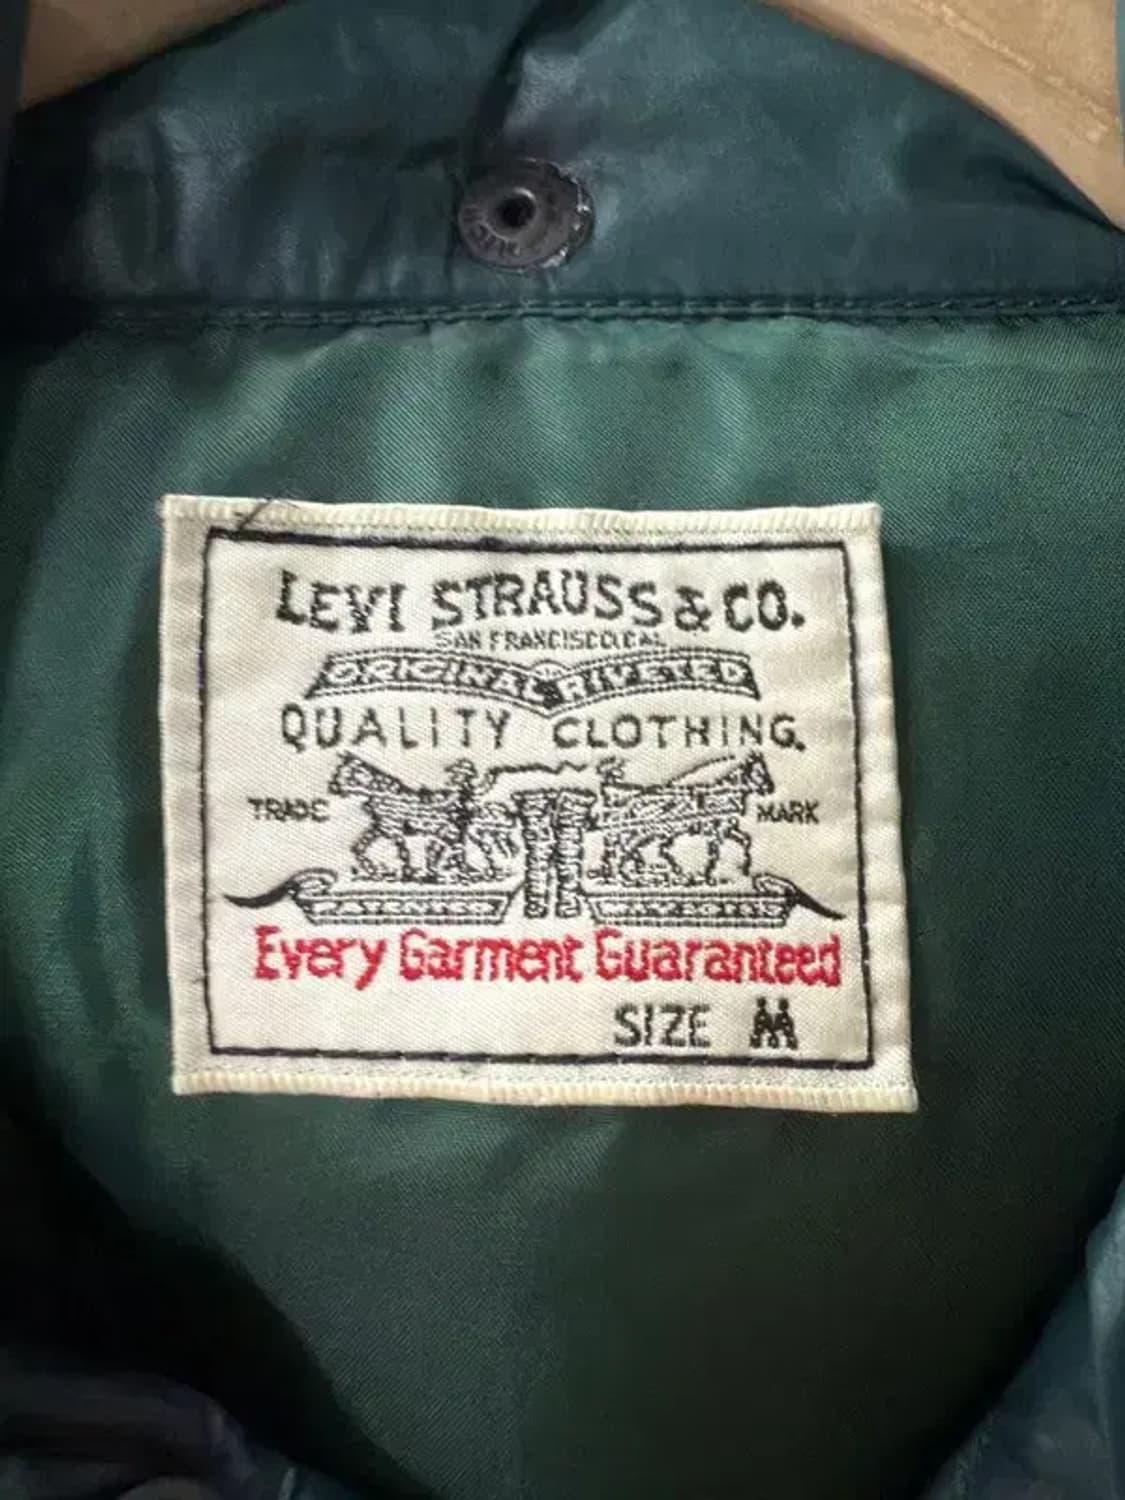 LEVI STRAUSS & CO.
SAN FRANCISCO, CAL
ORIGINAL RIVETED
QUALITY CLOTHING.
TRADE MARK
Every Garment Guaranteed
SIZE M